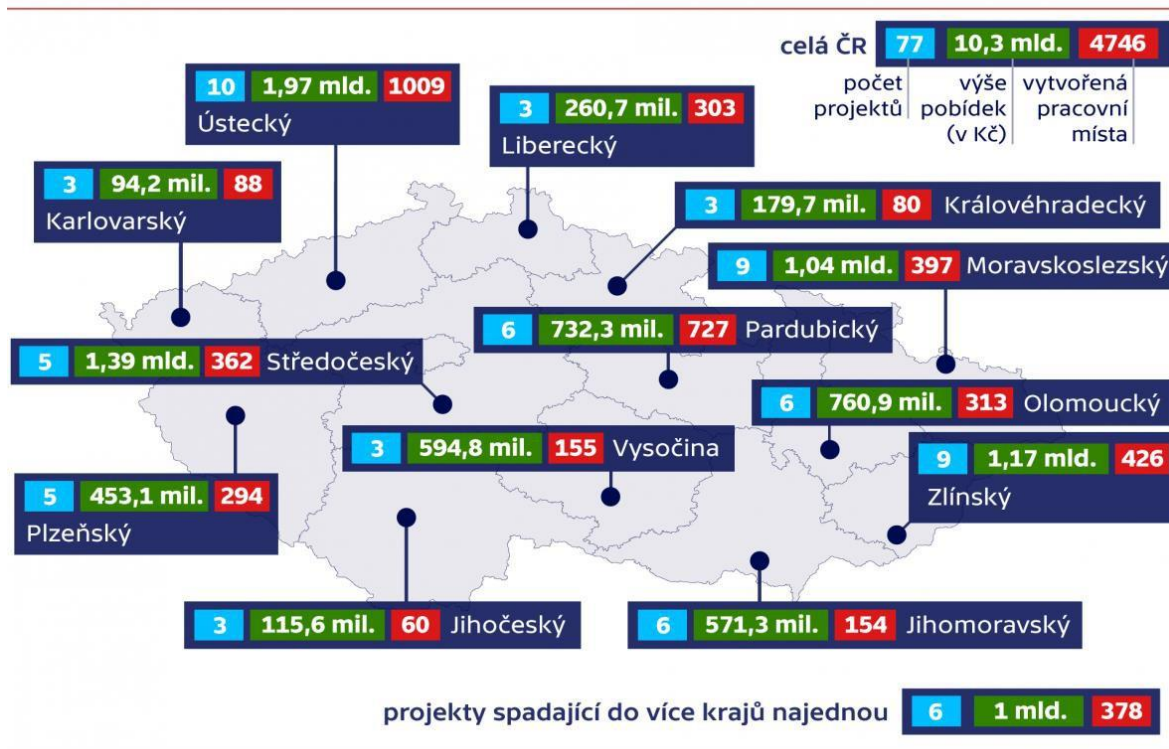 celá ČR 77 10,3 mld. 4746
počet projektů
výše pobídek (v Kč)
vytvořená pracovní místa
10 1,97 mld. 1009
Ústecký
3 260,7 mil. 303
Liberecký
3 94,2 mil. 88
Karlovarský
3 179,7 mil. 80 Královéhradecký
9 1,04 mld. 397 Moravskoslezský
6 732,3 mil. 727 Pardubický
5 1,39 mld. 362 Středočeský
6 760,9 mil. 313 Olomoucký
3 594,8 mil. 155 Vysočina
9 1,17 mld. 426
Zlínský
5 453,1 mil. 294
Plzeňský
3 115,6 mil. 60 Jihočeský
6 571,3 mil. 154 Jihomoravský
projekty spadající do více krajů najednou 6 1 mld. 378